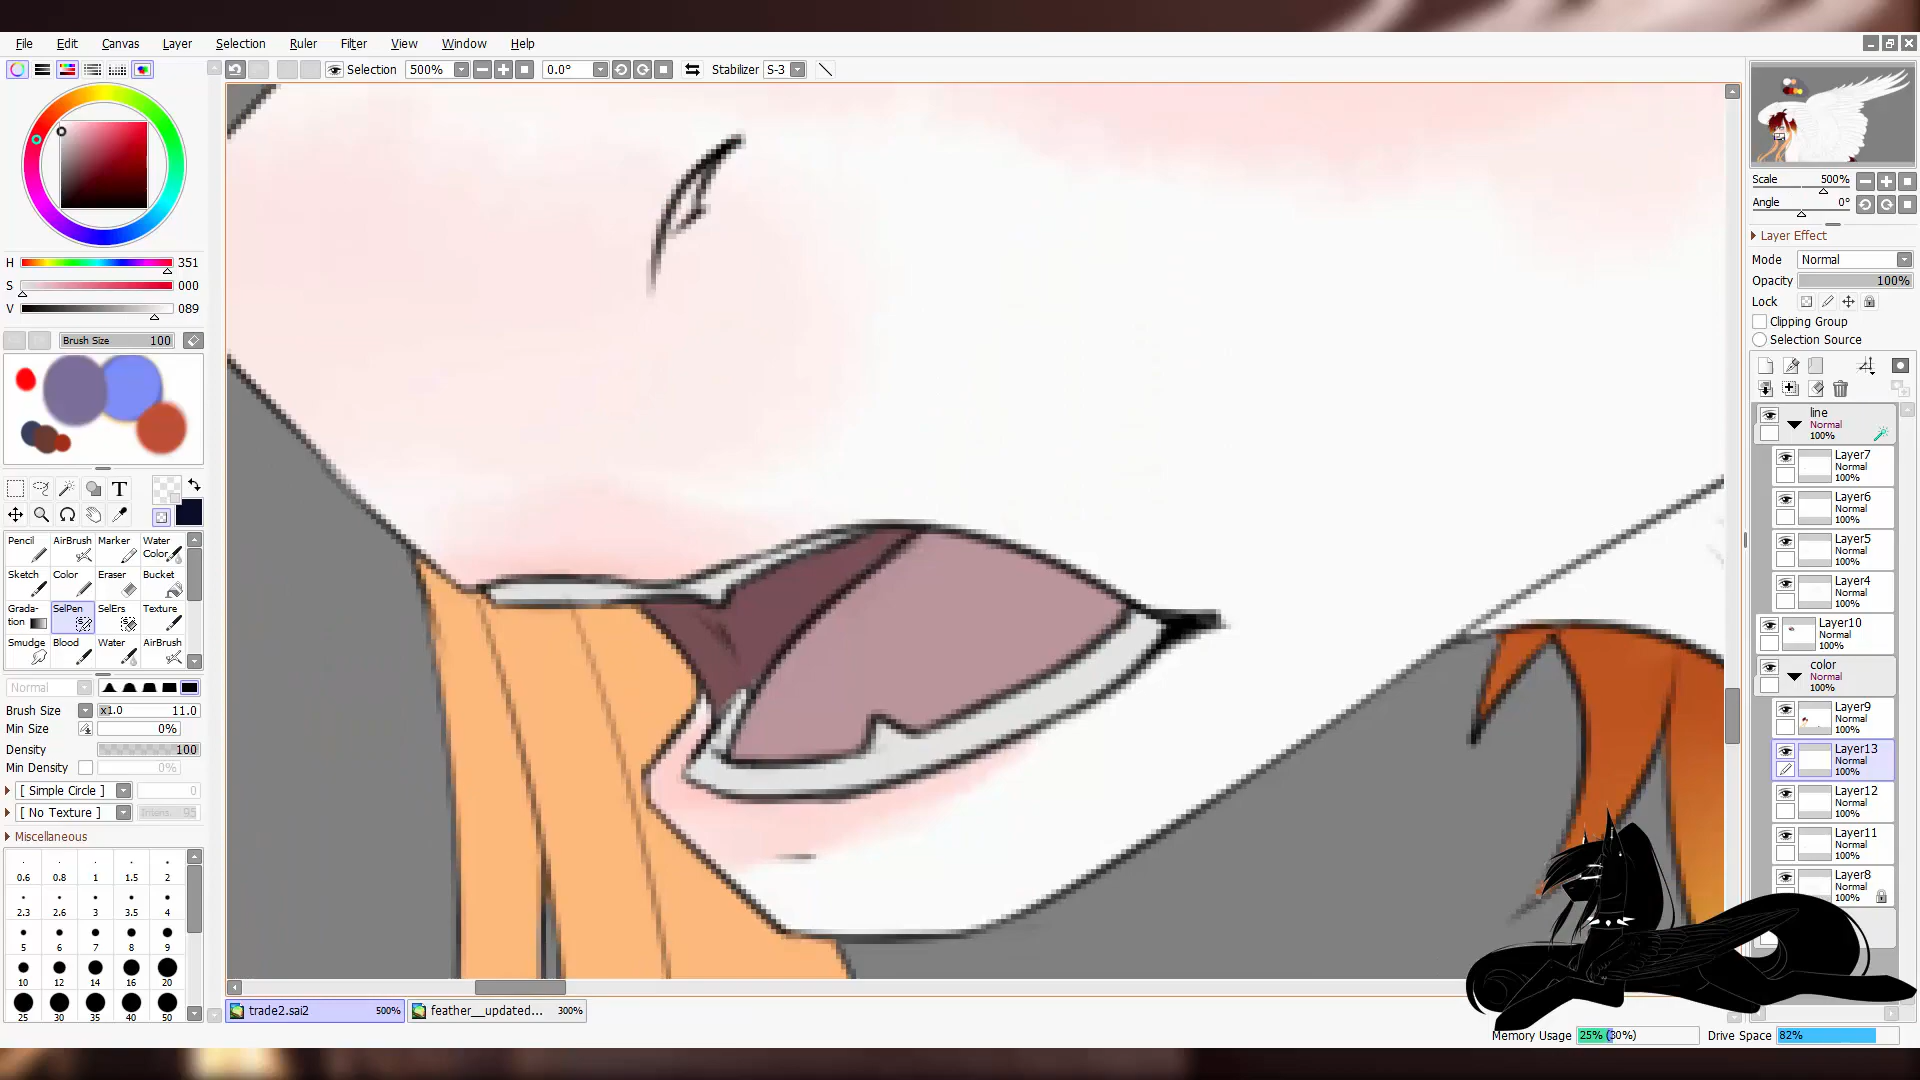 File Edit Canvas Layer Selection Ruler Filter View Window Help
Selection 500% 0.0° Stabilizer S-3
H 351
S 000
V 089
Brush Size 100
T
Pencil AirBrush Marker Water Color
Sketch Color Eraser Bucket
Grada-tion SelPen SelErs Texture
Smudge Blood Water AirBrush
Normal
Brush Size x1.0 11.0
Min Size 0%
Density 100
Min Density 0%
[ Simple Circle ] 0
[ No Texture ] 95
Miscellaneous
0.6 0.8 1 1.5 2
2.3 2.6 3 3.5 4
5 6 7 8 9
10 12 14 16 20
25 30 35 40 50
trade2.sai2 500% feather__updated... 300%
Scale 500%
Angle 0°
Layer Effect
Mode Normal
Opacity 100%
Lock
Clipping Group
Selection Source
line
Normal
100%
Layer7
Normal
100%
Layer6
Normal
100%
Layer5
Normal
100%
Layer4
Normal
100%
Layer10
Normal
100%
color
Normal
100%
Layer9
Normal
100%
Layer13
Normal
100%
Layer12
Normal
100%
Layer11
Normal
100%
Layer8
Normal
100%
Memory Usage 25% (30%) Drive Space 82%